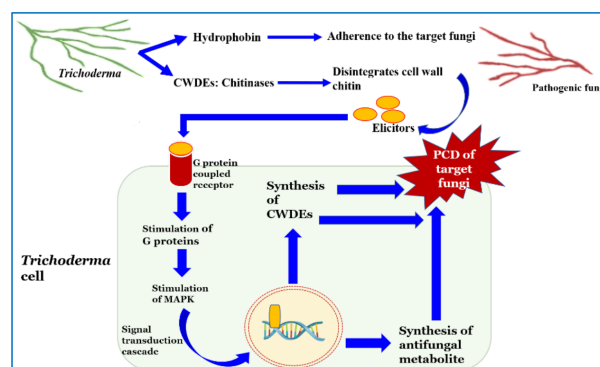 Trichoderma
Hydrophobin
Adherence to the target fungi
CWDEs: Chitinases
Disintegrates cell wall
chitin
Pathogenic fun
Elicitors
G protein
coupled
receptor
PCD of
target
fungi
Synthesis
of
CWDEs
Stimulation of
G proteins
Trichoderma
cell
Stimulation
of MAPK
Signal
transduction
cascade
Synthesis of
antifungal
metabolite